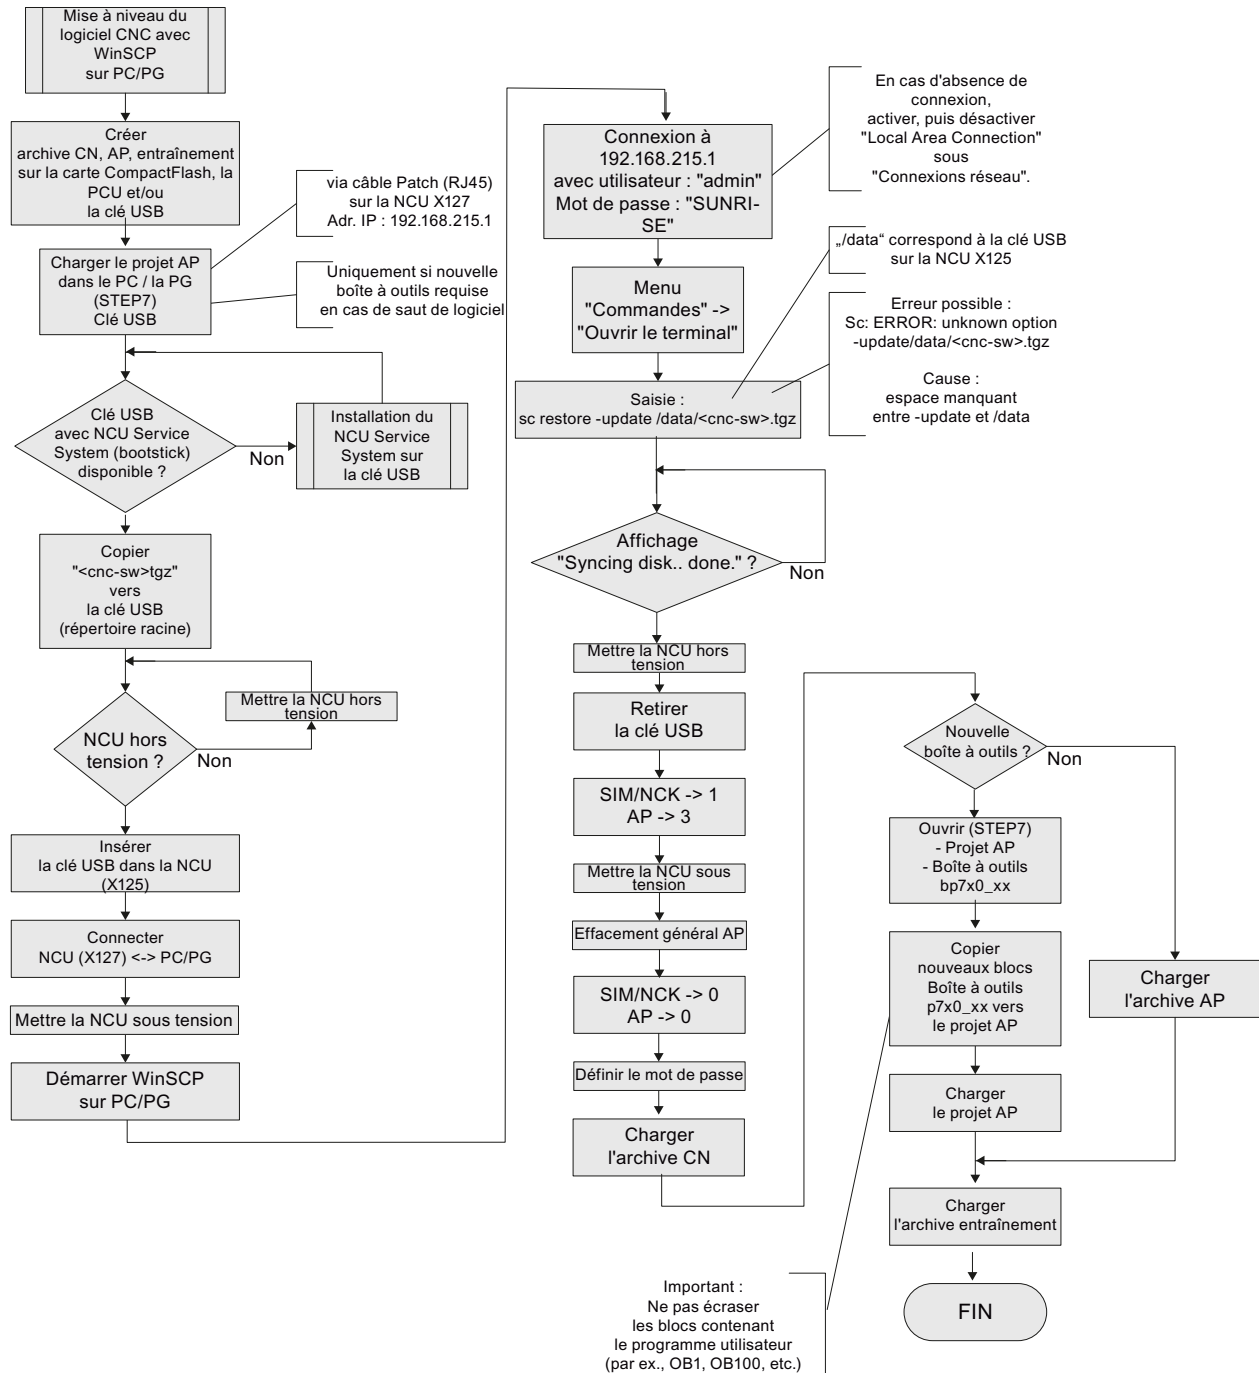 Mise à niveau du
logiciel CNC avec
WinSCP
sur PC/PG
Créer
archive CN, AP, entraînement
sur la carte CompactFlash, la
PCU et/ou
la clé USB
via câble Patch (RJ45)
sur la NCU X127
Adr. IP : 192.168.215.1
Charger le projet AP
dans le PC / la PG
(STEP7)
Clé USB
Uniquement si nouvelle
boîte à outils requise
en cas de saut de logiciel
Clé USB
avec NCU Service
System (bootstick)
disponible ?
Non
Installation du
NCU Service
System sur
la clé USB
Copier
"<cnc-sw>tgz"
vers
la clé USB
(répertoire racine)
Mettre la NCU hors
tension
NCU hors
tension ?
Non
Insérer
la clé USB dans la NCU
(X125)
Connecter
NCU (X127) <-> PC/PG
Mettre la NCU sous tension
Démarrer WinSCP
sur PC/PG
Connexion à
192.168.215.1
avec utilisateur : "admin"
Mot de passe : "SUNRI-
SE"
En cas d'absence de
connexion,
activer, puis désactiver
"Local Area Connection"
sous
"Connexions réseau".
Menu
"Commandes" ->
"Ouvrir le terminal"
„/data“ correspond à la clé USB
sur la NCU X125
Erreur possible :
Sc: ERROR: unknown option
-update/data/<cnc-sw>.tgz
Cause :
espace manquant
entre -update et /data
Saisie :
sc restore -update /data/<cnc-sw>.tgz
Affichage
"Syncing disk.. done." ?
Non
Mettre la NCU hors
tension
Retirer
la clé USB
SIM/NCK -> 1
AP -> 3
Mettre la NCU sous
tension
Effacement général AP
SIM/NCK -> 0
AP -> 0
Définir le mot de passe
Charger
l'archive CN
Nouvelle
boîte à outils ?
Non
Ouvrir (STEP7)
- Projet AP
- Boîte à outils
bp7x0_xx
Copier
nouveaux blocs
Boîte à outils
p7x0_xx vers
le projet AP
Charger
l'archive AP
Charger
le projet AP
Charger
l'archive entraînement
FIN
Important :
Ne pas écraser
les blocs contenant
le programme utilisateur
(par ex., OB1, OB100, etc.)